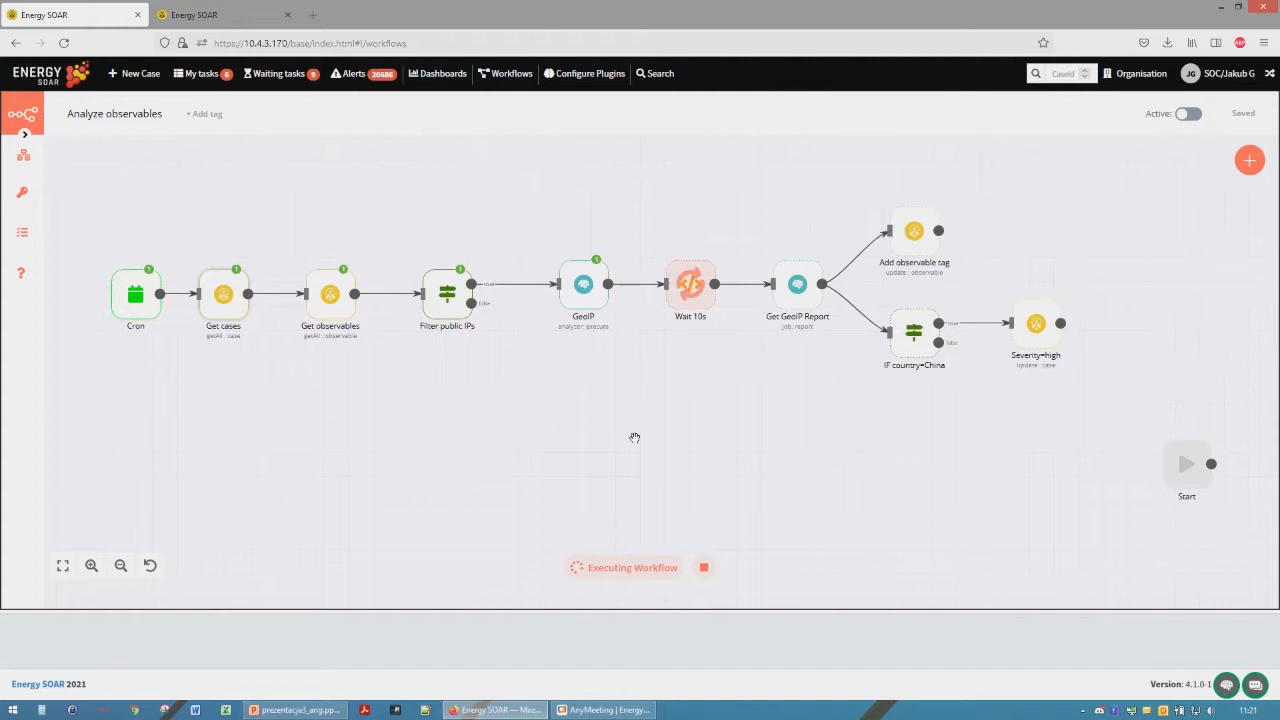 Energy SOAR
Energy SOAR
https://10.4.3.170/base/index.html#!/workflows
ENERGY SOAR
New Case
My tasks 6
Waiting tasks 9
Alerts 20686
Dashboards
Workflows
Configure Plugins
Search
CaseId
Organisation
JG
SOC/Jakub G
Analyze observables
+ Add tag
Active:
Saved
1
1
1
1
1
Cron
Get cases
getAll : case
Get observables
getAll : observable
true
false
Filter public IPs
GeoIP
analyzer: execute
Wait 10s
Get GeoIP Report
job: report
Add observable tag
update : observable
true
false
IF country=China
Severity=high
update : case
Start
Executing Workflow
Energy SOAR 2021
Version: 4.1.0-1
prezentacja3_ang.pp...
Energy SOAR — Moz...
AnyMeeting | Energy...
11:21